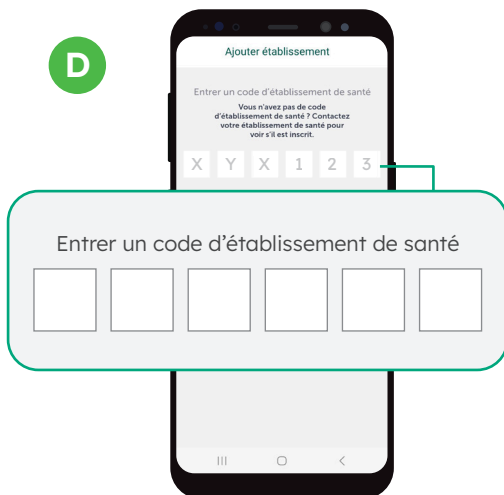 D
Ajouter établissement
Entrer un code d'établissement de santé
Vous n'avez pas de code
d'établissement de santé ? Contactez
votre établissement de santé pour
voir s'il est inscrit.
X Y X 1 2 3
Entrer un code d'établissement de santé